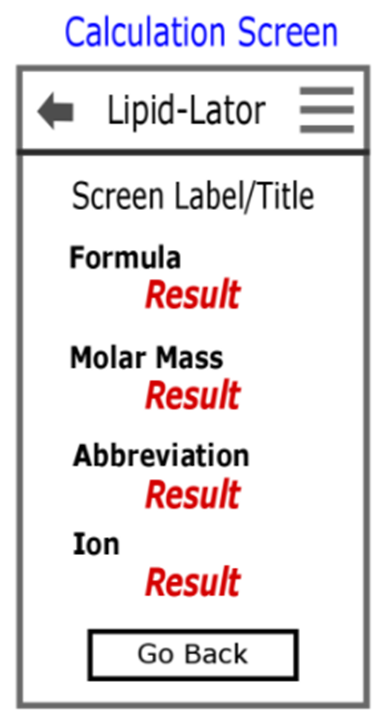 Calculation Screen
Lipid-Lator
Screen Label/Title
Formula
Result
Molar Mass
Result
Abbreviation
Result
Ion
Result
Go Back